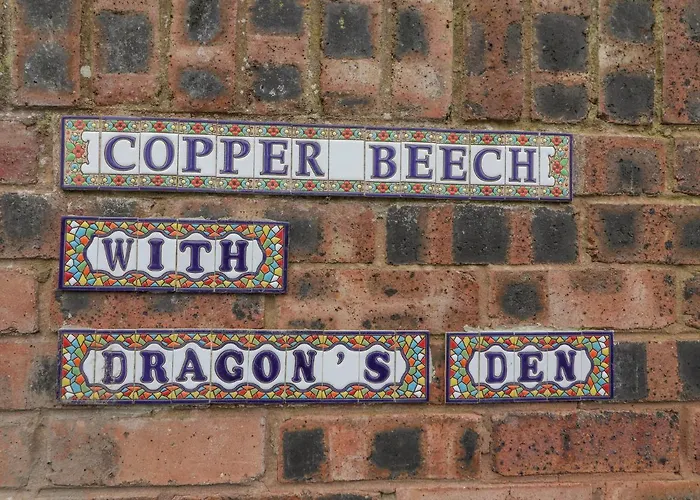 COPPER BEECH
WITH
DRAGON'S DEN